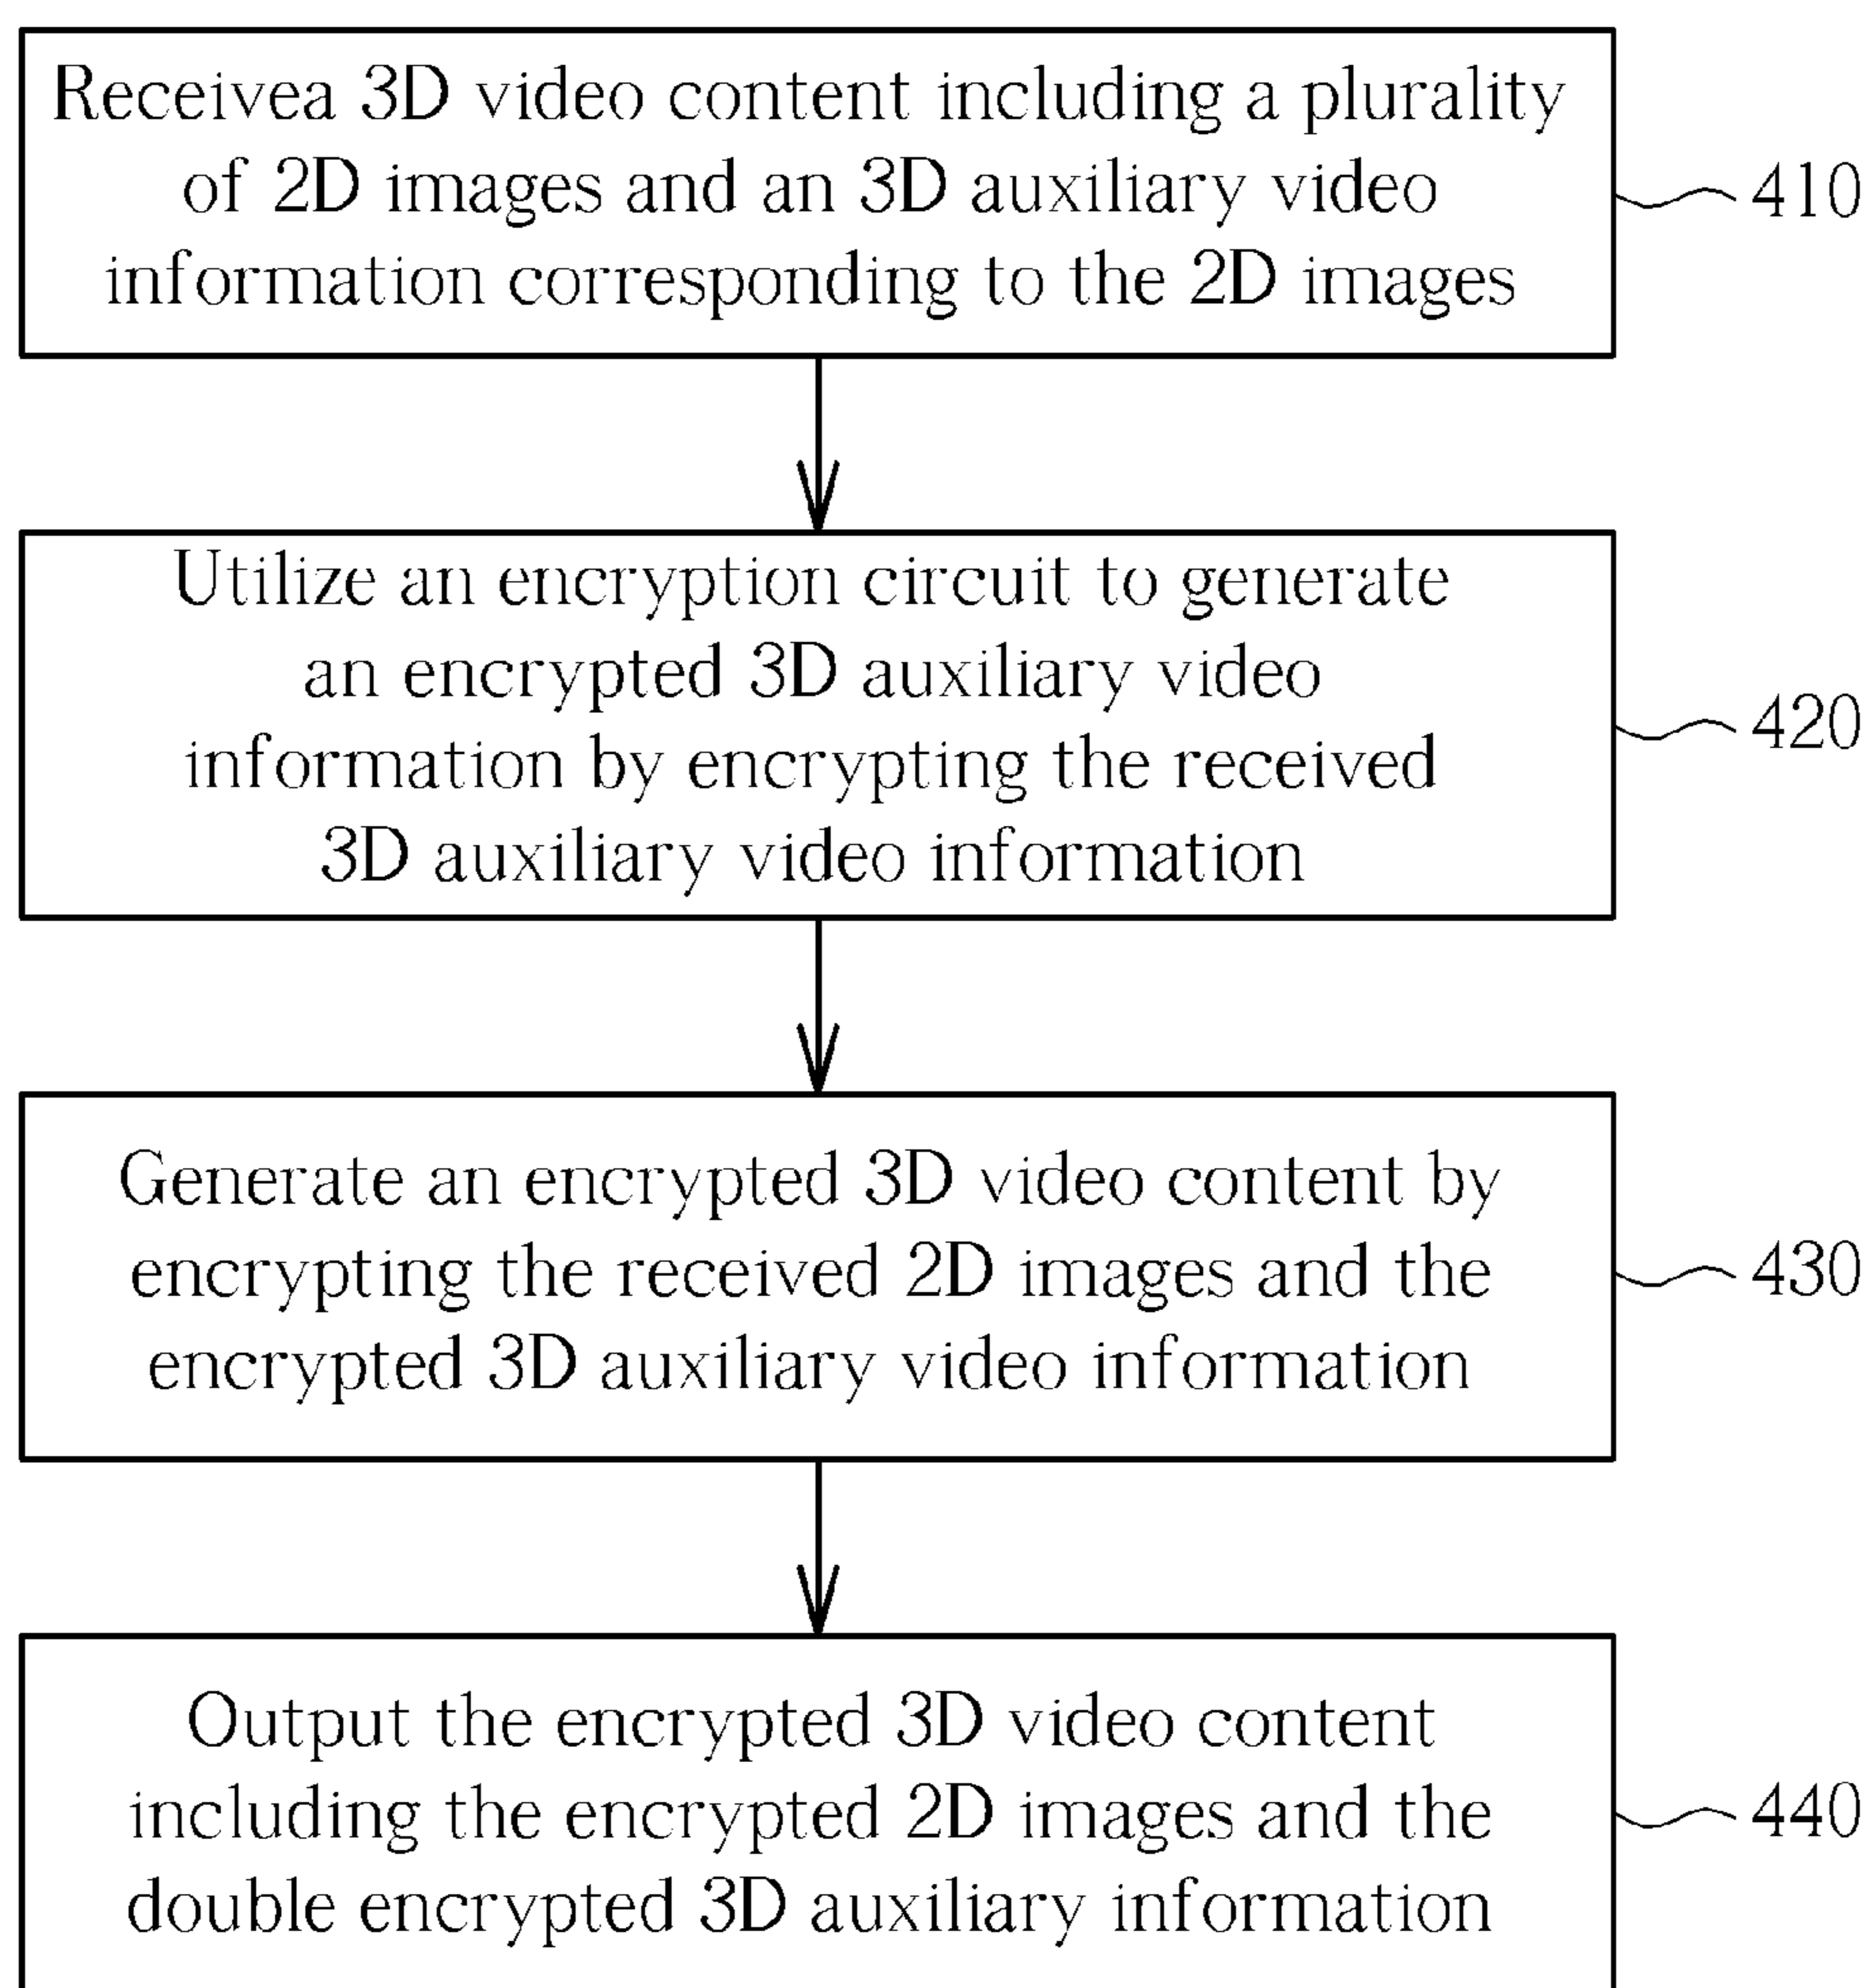 Receivea 3D video content including a plurality
of 2D images and an 3D auxiliary video
information corresponding to the 2D images
410
Utilize an encryption circuit to generate
an encrypted 3D auxiliary video
information by encrypting the received
3D auxiliary video information
420
Generate an encrypted 3D video content by
encrypting the received 2D images and the
encrypted 3D auxiliary video information
430
Output the encrypted 3D video content
including the encrypted 2D images and the
double encrypted 3D auxiliary information
440